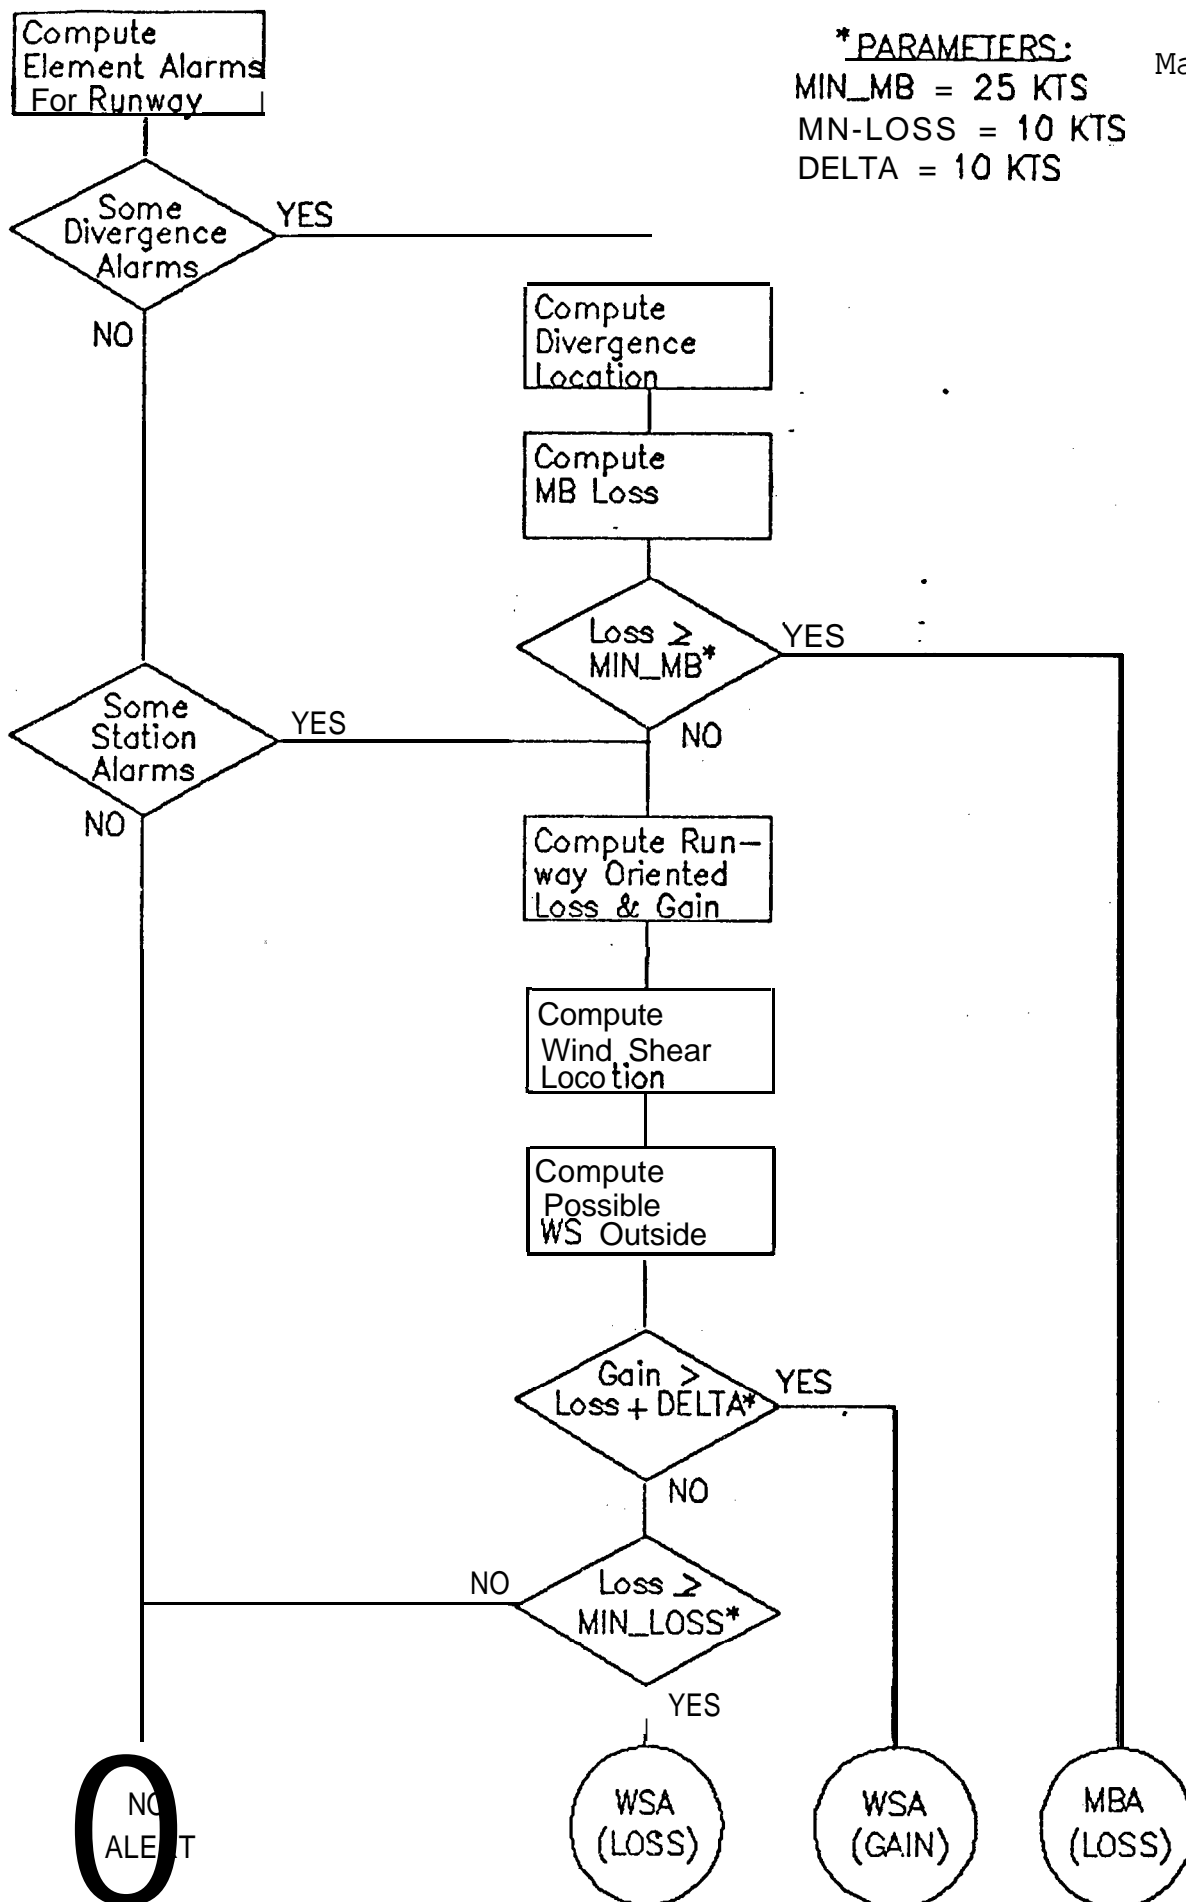 Compute
Element Alarms
For Runway
*PARAMETERS:
MIN_MB = 25 KTS
MN-LOSS = 10 KTS
DELTA = 10 KTS
Ma
Some
Divergence
Alarms
YES
NO
Compute
Divergence
Location
Compute
MB Loss
Loss ≥
MIN_MB*
YES
NO
Some
Station
Alarms
YES
NO
Compute Run-
way Oriented
Loss & Gain
Compute
Wind Shear
Locotion
Compute
Possible
WS Outside
Gain >
Loss + DELTA*
YES
NO
Loss ≥
MIN_LOSS*
NO
YES
NO
ALERT
WSA
(LOSS)
WSA
(GAIN)
MBA
(LOSS)